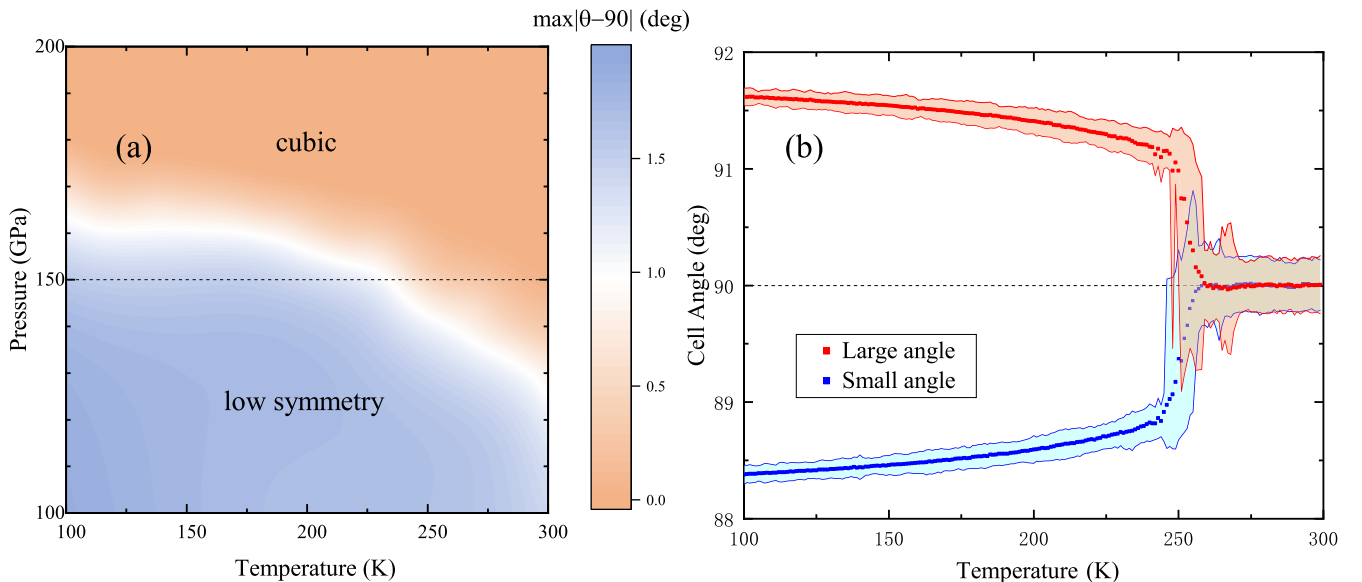 max|θ−90| (deg)
200
150
100
Pressure (GPa)
(a)
cubic
low symmetry
100
150
200
250
300
Temperature (K)
1.5
1.0
0.5
0.0
92
91
90
89
88
Cell Angle (deg)
(b)
Large angle
Small angle
100
150
200
250
300
Temperature (K)